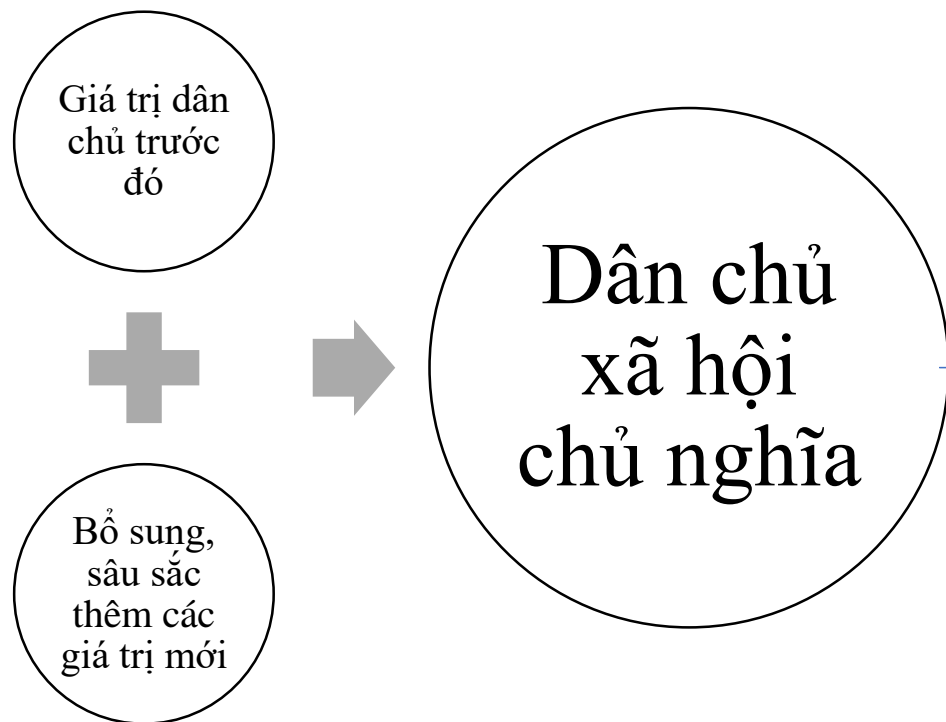 Giá trị dân
chủ trước
đó
Bổ sung,
sâu sắc
thêm các
giá trị mới
Dân chủ
xã hội
chủ nghĩa